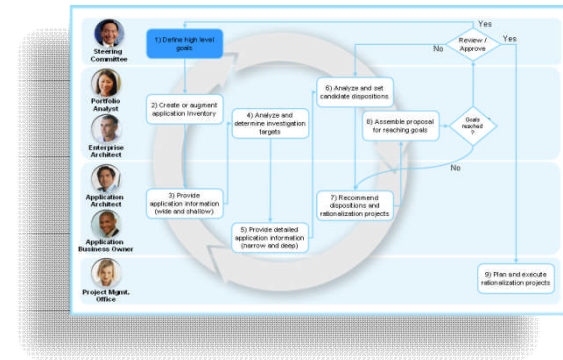 Steering
Committee
1) Define high level
goals
Yes
Review /
Approve
Yes
No
Portfolio
Analyst
2) Create or augment
application Inventory
4) Analyze and
determine investigation
targets
6) Analyze and set
candidate dispositions
8) Assemble proposal
for reaching goals
Goals
reached
?
Enterprise
Architect
No
Application
Architect
3) Provide
application information
(wide and shallow)
7) Recommend
dispositions and
rationalization projects
5) Provide detailed
application information
(narrow and deep)
Application
Business Owner
Project Mgmt.
Office
9) Plan and execute
rationalization projects